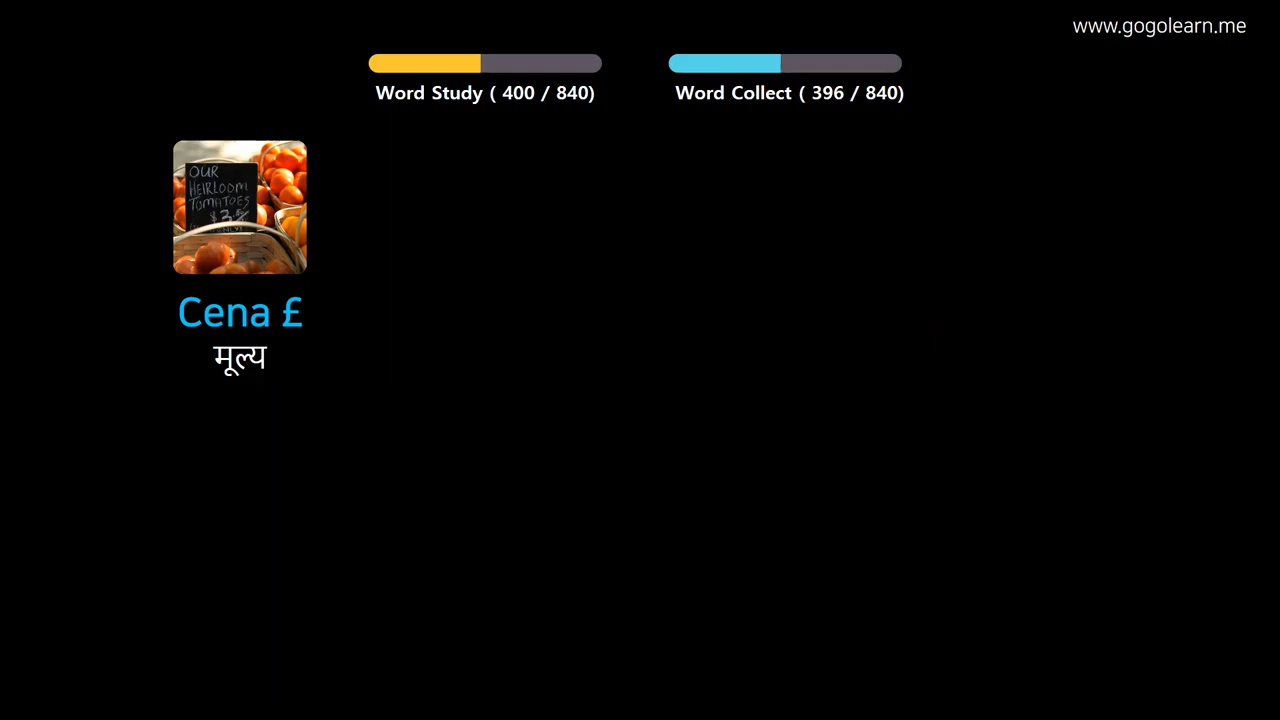 www.gogolearn.me
Word Study ( 400 / 840)
Word Collect ( 396 / 840)
OUR
HEIRLOOM
TOMATOES
Cena £
मूल्य